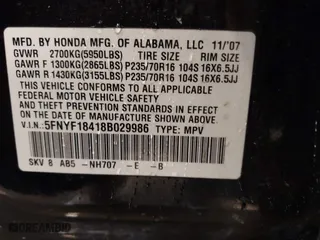 MFD. BY HONDA MFG. OF ALABAMA, LLC 11/'07
GVWR 2700KG(5950LBS) TIRE SIZE RIM SIZE
GAWR F 1300KG(2865LBS) P235/70R16 104S 16X6.5JJ
GAWR R 1430KG(3155LBS) P235/70R16 104S 16X6.5JJ
THIS VEHICLE CONFORMS TO ALL APPLICABLE FEDERAL MOTOR
VEHICLE SAFETY AND THEFT PREVENTION STANDARDS IN EFFECT
ON THE DATE OF MANUFACTURE SHOWN ABOVE.
V.I.N.: 5FNYF18418B029986 TYPE: MPV
SKV 8 AB5 -NH707 -E -B